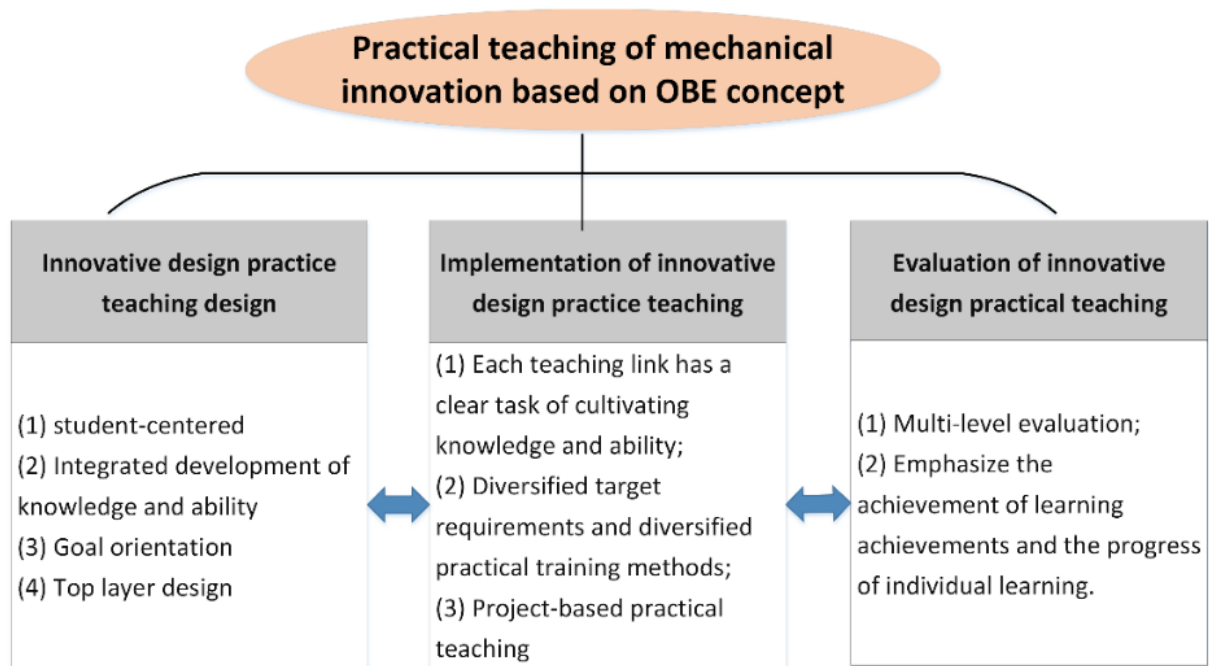 Practical teaching of mechanical
innovation based on OBE concept
Innovative design practice
teaching design
(1) student-centered
(2) Integrated development of
knowledge and ability
(3) Goal orientation
(4) Top layer design
Implementation of innovative
design practice teaching
(1) Each teaching link has a
clear task of cultivating
knowledge and ability;
(2) Diversified target
requirements and diversified
practical training methods;
(3) Project-based practical
teaching
Evaluation of innovative
design practical teaching
(1) Multi-level evaluation;
(2) Emphasize the
achievement of learning
achievements and the progress
of individual learning.